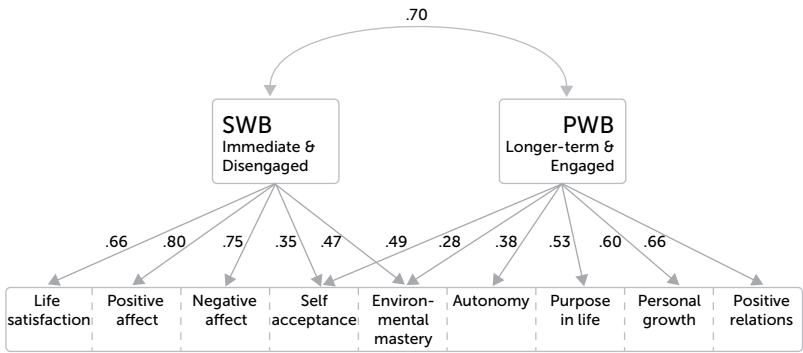 .70
SWB
Immediate &
Disengaged
PWB
Longer-term &
Engaged
.66 .80 .75 .35 .47 .49 .28 .38 .53 .60 .66
Life
satisfaction
Positive
affect
Negative
affect
Self
acceptance
Environ-
mental
mastery
Autonomy
Purpose
in life
Personal
growth
Positive
relations